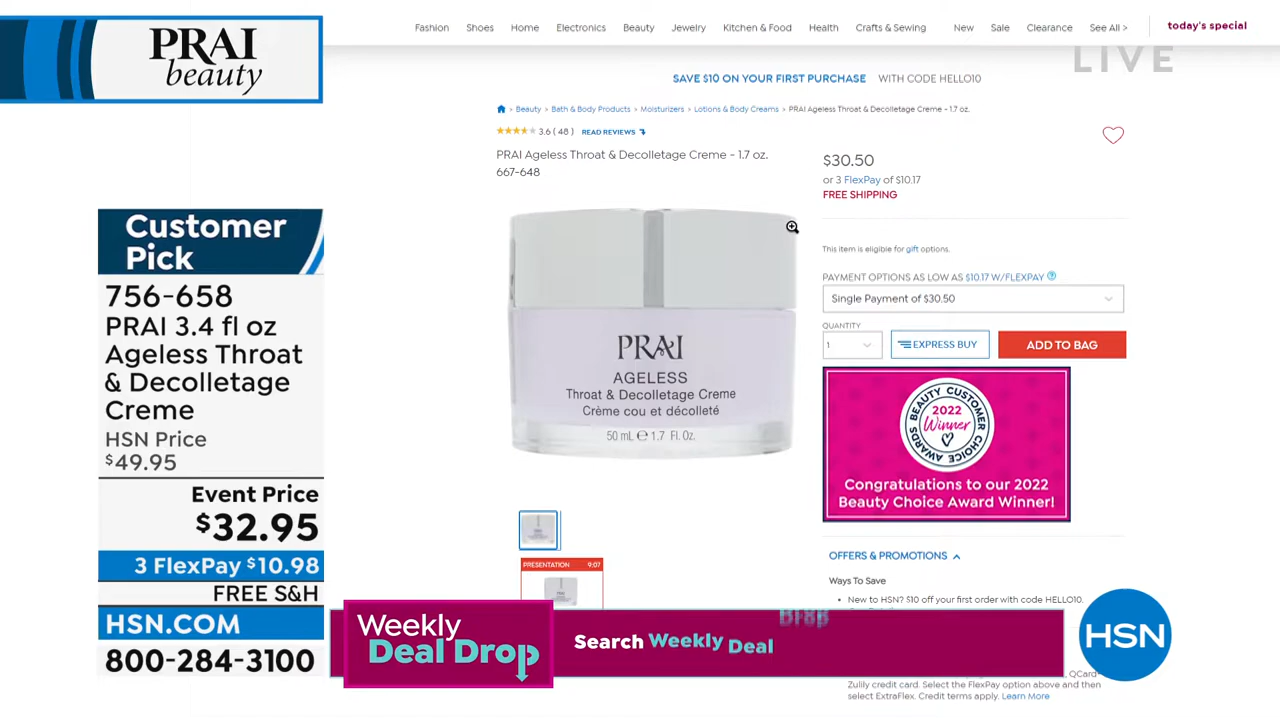 PRAI
beauty
Fashion Shoes Home Electronics Beauty Jewelry Kitchen & Food Health Crafts & Sewing New Sale Clearance See All > today's special
LIVE
SAVE $10 ON YOUR FIRST PURCHASE WITH CODE HELLO10
> Beauty > Bath & Body Products > Moisturizers > Lotions & Body Creams > PRAI Ageless Throat & Decolletage Creme - 1.7 oz.
3.6 ( 48 ) READ REVIEWS
PRAI Ageless Throat & Decolletage Creme - 1.7 oz.
667-648
$30.50
or 3 FlexPay of $10.17
FREE SHIPPING
This item is eligible for gift options.
PAYMENT OPTIONS AS LOW AS $10.17 W/FLEXPAY ?
Single Payment of $30.50
QUANTITY
1 EXPRESS BUY ADD TO BAG
PRAI
AGELESS
Throat & Decolletage Creme
Crème cou et décolleté
50 mL ℮ 1.7 Fl. Oz.
BEAUTY CUSTOMER CHOICE AWARDS
2022
Winner
Congratulations to our 2022
Beauty Choice Award Winner!
PRESENTATION 9:07
OFFERS & PROMOTIONS
Ways To Save
New to HSN? $10 off your first order with code HELLO10.
QCard
Zulily credit card. Select the FlexPay option above and then
select ExtraFlex. Credit terms apply. Learn More
Customer
Pick
756-658
PRAI 3.4 fl oz
Ageless Throat
& Decolletage
Creme
HSN Price
$49.95
Event Price
$32.95
3 FlexPay $10.98
FREE S&H
HSN.COM
800-284-3100
Weekly
Deal Drop
Search Weekly Deal
HSN